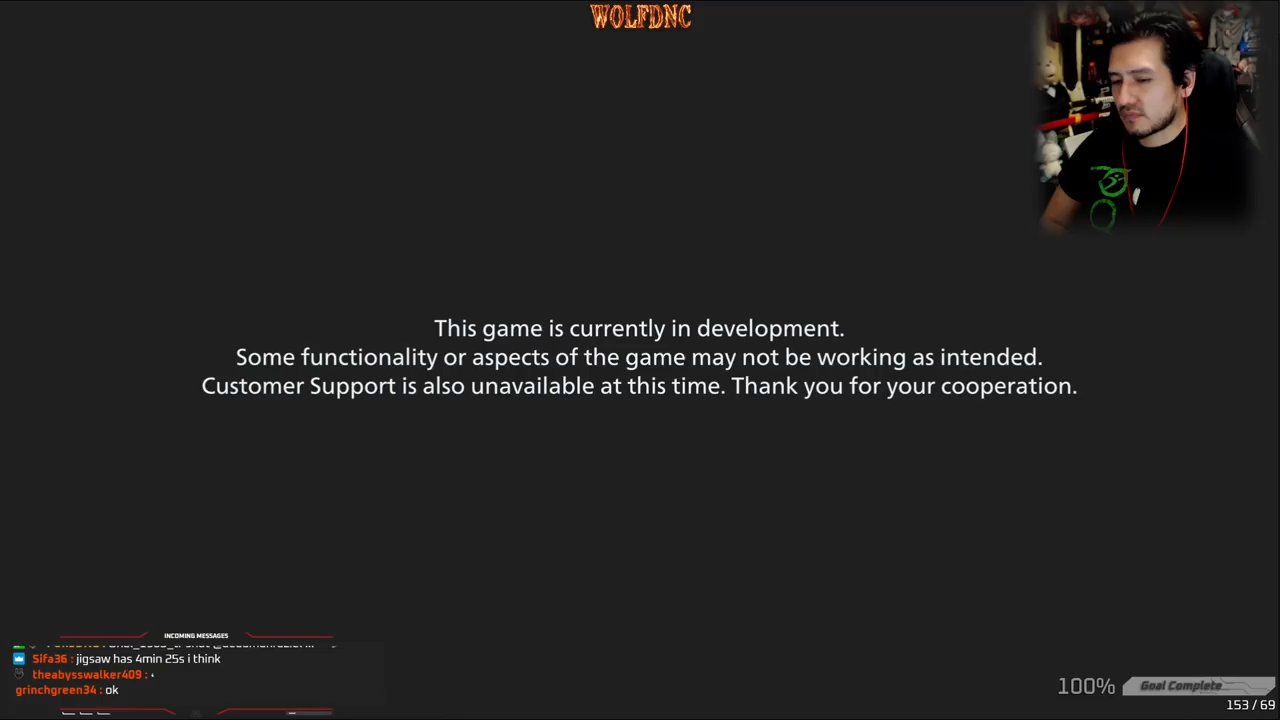 WOLFDNC
This game is currently in development.
Some functionality or aspects of the game may not be working as intended.
Customer Support is also unavailable at this time. Thank you for your cooperation.
INCOMING MESSAGES
Sifa36 : jigsaw has 4min 25s i think
theabysswalker409 : .
grinchgreen34 : ok
100%
Goal Complete
153 / 69